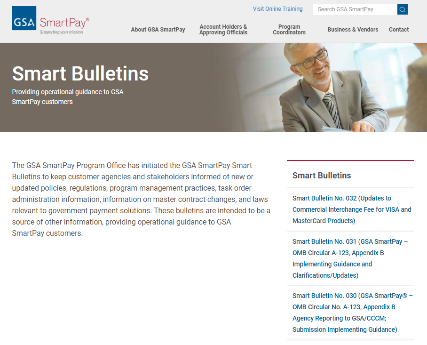 Visit Online Training
Search GSA SmartPay
GSA SmartPay®
About GSA SmartPay
Account Holders &
Approving Officials
Program
Coordinators
Business & Vendors
Contact
Smart Bulletins
Providing operational guidance to GSA
SmartPay customers
The GSA SmartPay Program Office has initiated the GSA SmartPay Smart
Bulletins to keep customer agencies and stakeholders informed of new or
updated policies, regulations, program management practices, task order
administration information, information on master contract changes, and laws
relevant to government payment solutions. These bulletins are intended to be a
source of other information, providing operational guidance to GSA
SmartPay customers.
Smart Bulletins
Smart Bulletin No. 032 (Updates to
Commercial Interchange Fee for VISA and
MasterCard Products)
Smart Bulletin No. 031 (GSA SmartPay –
OMB Circular A-123, Appendix B
Implementing Guidance and
Clarifications/Updates)
Smart Bulletin No. 030 (GSA SmartPay® –
OMB Circular No. A-123, Appendix B
Agency Reporting to GSA/CCCM;
Submission Implementing Guidance)